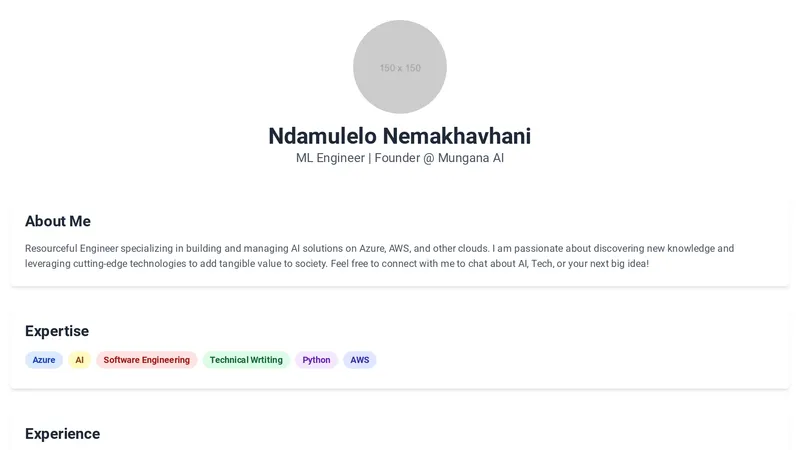 150 x 150
Ndamulelo Nemakhavhani
ML Engineer | Founder @ Mungana AI
About Me
Resourceful Engineer specializing in building and managing AI solutions on Azure, AWS, and other clouds. I am passionate about discovering new knowledge and
leveraging cutting-edge technologies to add tangible value to society. Feel free to connect with me to chat about AI, Tech, or your next big idea!
Expertise
Azure AI Software Engineering Technical Wrtiting Python AWS
Experience